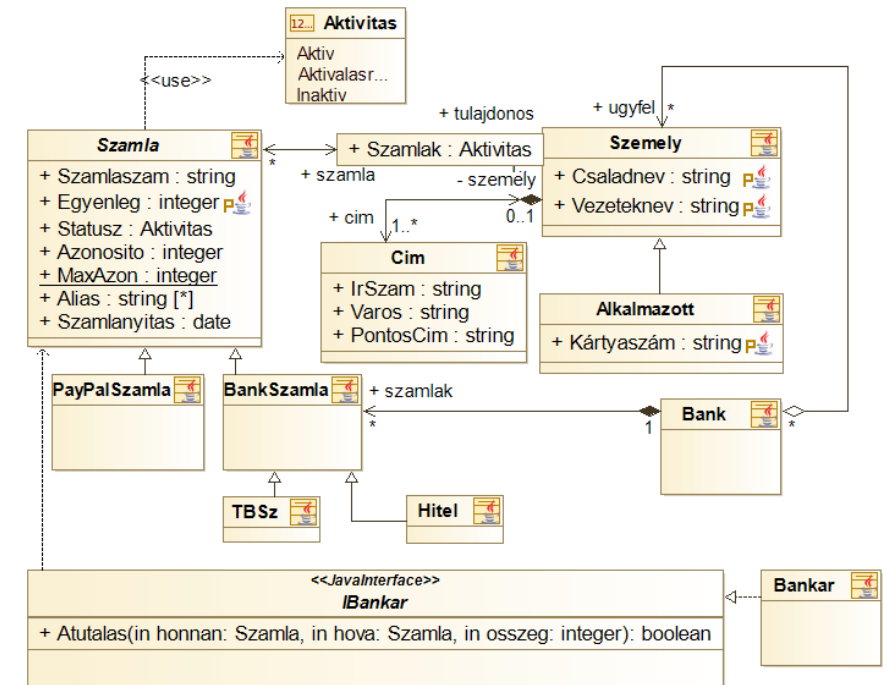 12... Aktivitas
Aktiv
Aktivalasr...
Inaktiv
<<use>>
+ tulajdonos
+ ugyfel *
Szamla
+ Szamlaszam : string
+ Egyenleg : integer P
+ Statusz : Aktivitas
+ Azonosito : integer
+ MaxAzon : integer
+ Alias : string [*]
+ Szamlanyitas : date
*
+ szamla
+ Szamlak : Aktivitas
- személy
0..1
Szemely
+ Csaladnev : string P
+ Vezeteknev : string P
+ cim
1..*
Cim
+ IrSzam : string
+ Varos : string
+ PontosCim : string
Alkalmazott
+ Kártyaszám : string P
PayPalSzamla
BankSzamla
+ szamlak
*
1
Bank
*
TBSz
Hitel
<<JavaInterface>>
IBankar
+ Atutalas(in honnan: Szamla, in hova: Szamla, in osszeg: integer): boolean
Bankar